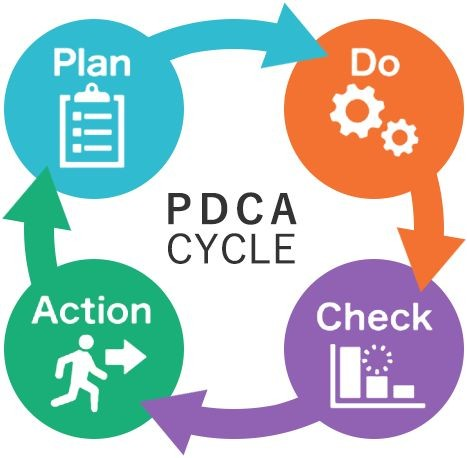 Plan
Do
PDCA
CYCLE
Action
Check